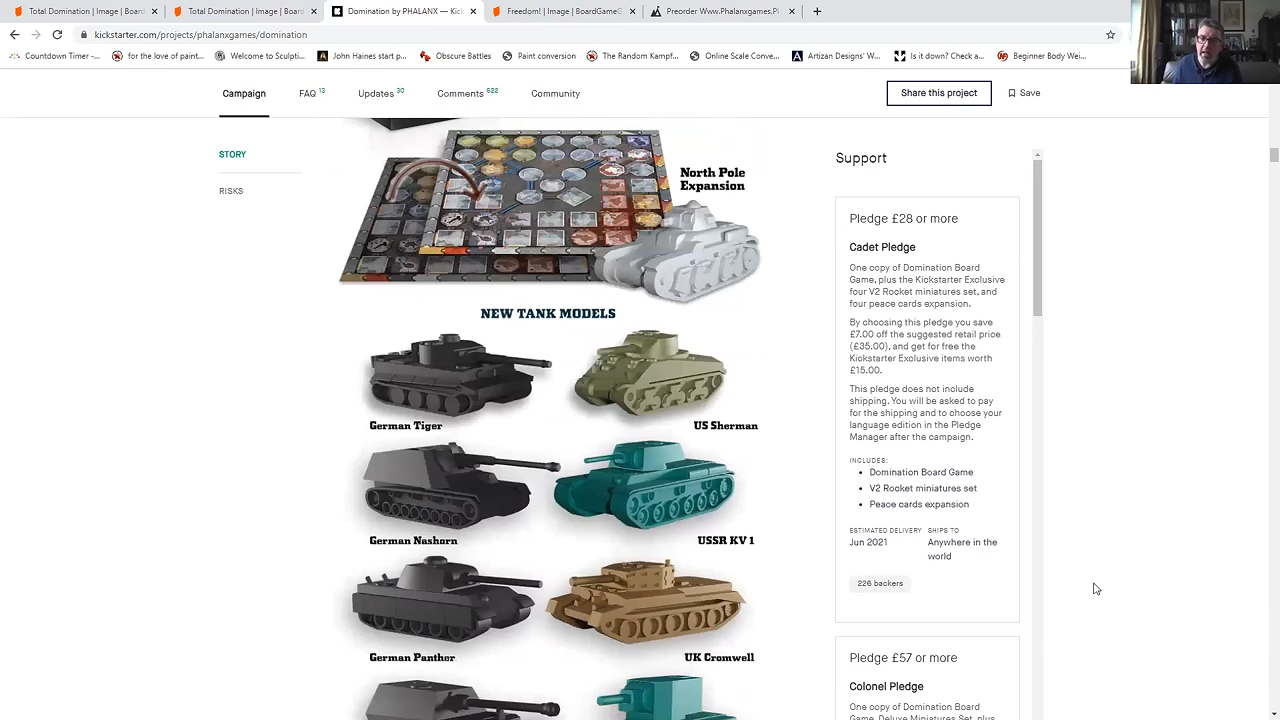 Total Domination | Image | Board
Total Domination | Image | Board
Domination by PHALANX — Kick
Freedom! | Image | BoardGameG
Preorder Www.Phalanxgames.Pl
kickstarter.com/projects/phalanxgames/domination
Countdown Timer -...
for the love of paint...
Welcome to Sculpti...
John Haines start p...
Obscure Battles
Paint conversion
The Random Kampf...
Online Scale Conve...
Artizan Designs' W...
Is it down? Check a...
Beginner Body Wei...
Campaign
FAQ 13
Updates 30
Comments 622
Community
Share this project
Save
STORY
RISKS
North Pole
Expansion
NEW TANK MODELS
German Tiger
US Sherman
German Nashorn
USSR KV 1
German Panther
UK Cromwell
Support
Pledge £28 or more
Cadet Pledge
One copy of Domination Board
Game, plus the Kickstarter Exclusive
four V2 Rocket miniatures set, and
four peace cards expansion.
By choosing this pledge you save
£7.00 off the suggested retail price
(£35.00), and get for free the
Kickstarter Exclusive items worth
£15.00.
This pledge does not include
shipping. You will be asked to pay
for the shipping and to choose your
language edition in the Pledge
Manager after the campaign.
INCLUDES:
Domination Board Game
V2 Rocket miniatures set
Peace cards expansion
ESTIMATED DELIVERY
Jun 2021
SHIPS TO
Anywhere in the
world
226 backers
Pledge £57 or more
Colonel Pledge
One copy of Domination Board
Game, Deluxe Miniatures Set, plus